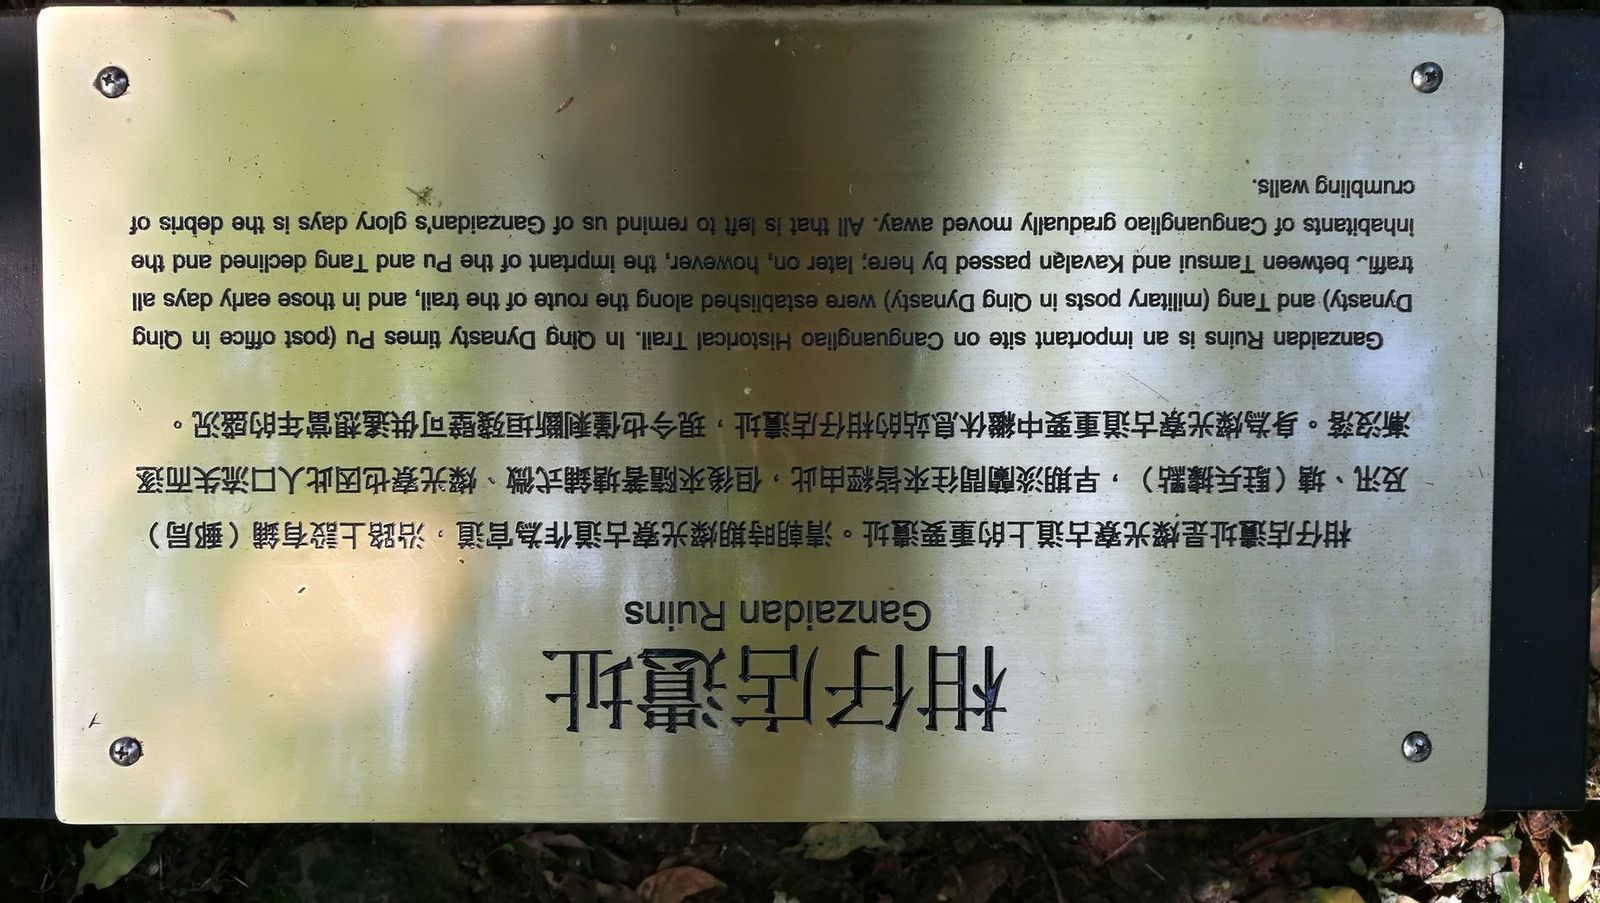 柑仔店遺址
Ganzaidan Ruins
柑仔店遺址是燦光寮古道上的重要遺址。清朝時期燦光寮古道作為官道，沿路上設有鋪（郵局）
及汛、塘（駐兵據點），早期淡蘭間往來皆經由此，但後來隨著塘鋪式微、燦光寮也因此人口流失而逐
漸沒落。身為燦光寮古道重要中繼休息站的柑仔店遺址，現今也僅剩斷垣殘壁可供遙想當年的盛況。
Ganzaidan Ruins is an important site on Canguangliao Historical Trail. In Qing Dynasty times Pu (post office in Qing
Dynasty) and Tang (military posts in Qing Dynasty) were established along the route of the trail, and in those early days all
traffic between Tamsui and Kavalan passed by here; later on, however, the imprtant of the Pu and Tang declined and the
inhabitants of Canguangliao gradually moved away. All that is left to remind us of Ganzaidan's glory days is the debris of
crumbling walls.